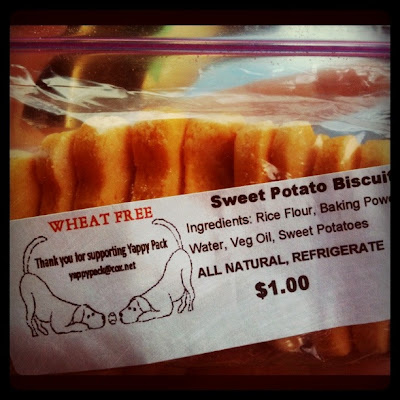 WHEAT FREE
Thank you for supporting Yappy Pack
yappypack@cox.net
Sweet Potato Biscuit
Ingredients: Rice Flour, Baking Powe
Water, Veg Oil, Sweet Potatoes
ALL NATURAL, REFRIGERATE
$1.00